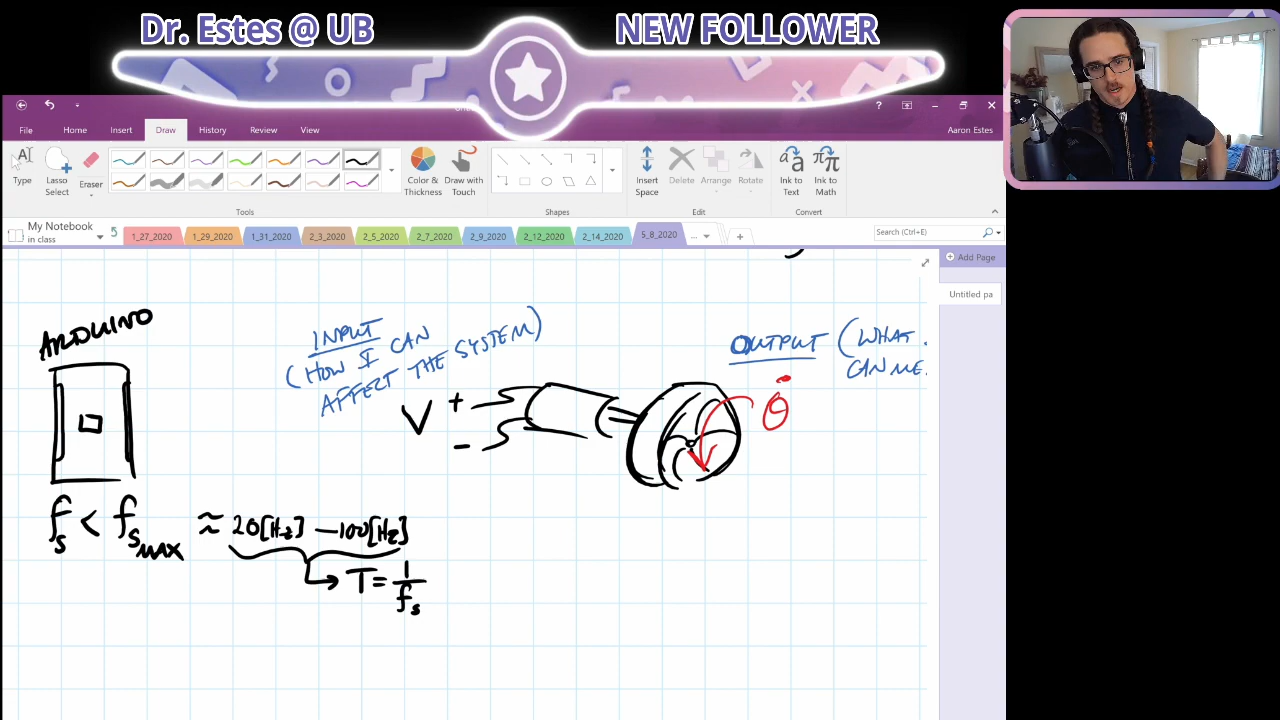 Dr. Estes @ UB
NEW FOLLOWER
?
Aaron Estes
File
Home
Insert
Draw
History
Review
View
Type
Lasso Select
Eraser
Color & Thickness
Draw with Touch
Insert Space
Delete
Arrange
Rotate
Ink to Text
Ink to Math
Tools
Shapes
Edit
Convert
My Notebook
in class
1_27_2020
1_29_2020
1_31_2020
2_3_2020
2_5_2020
2_7_2020
2_9_2020
2_12_2020
2_14_2020
5_8_2020
...
+
Search (Ctrl+E)
Add Page
Untitled pa
ARDUINO
INPUT
(HOW I CAN
AFFECT THE SYSTEM)
OUTPUT (WHAT
CAN ME
V + -
θ̇
fs < fsMAX ≈ 20[Hz] — 100[Hz]
→ T = 1/fs